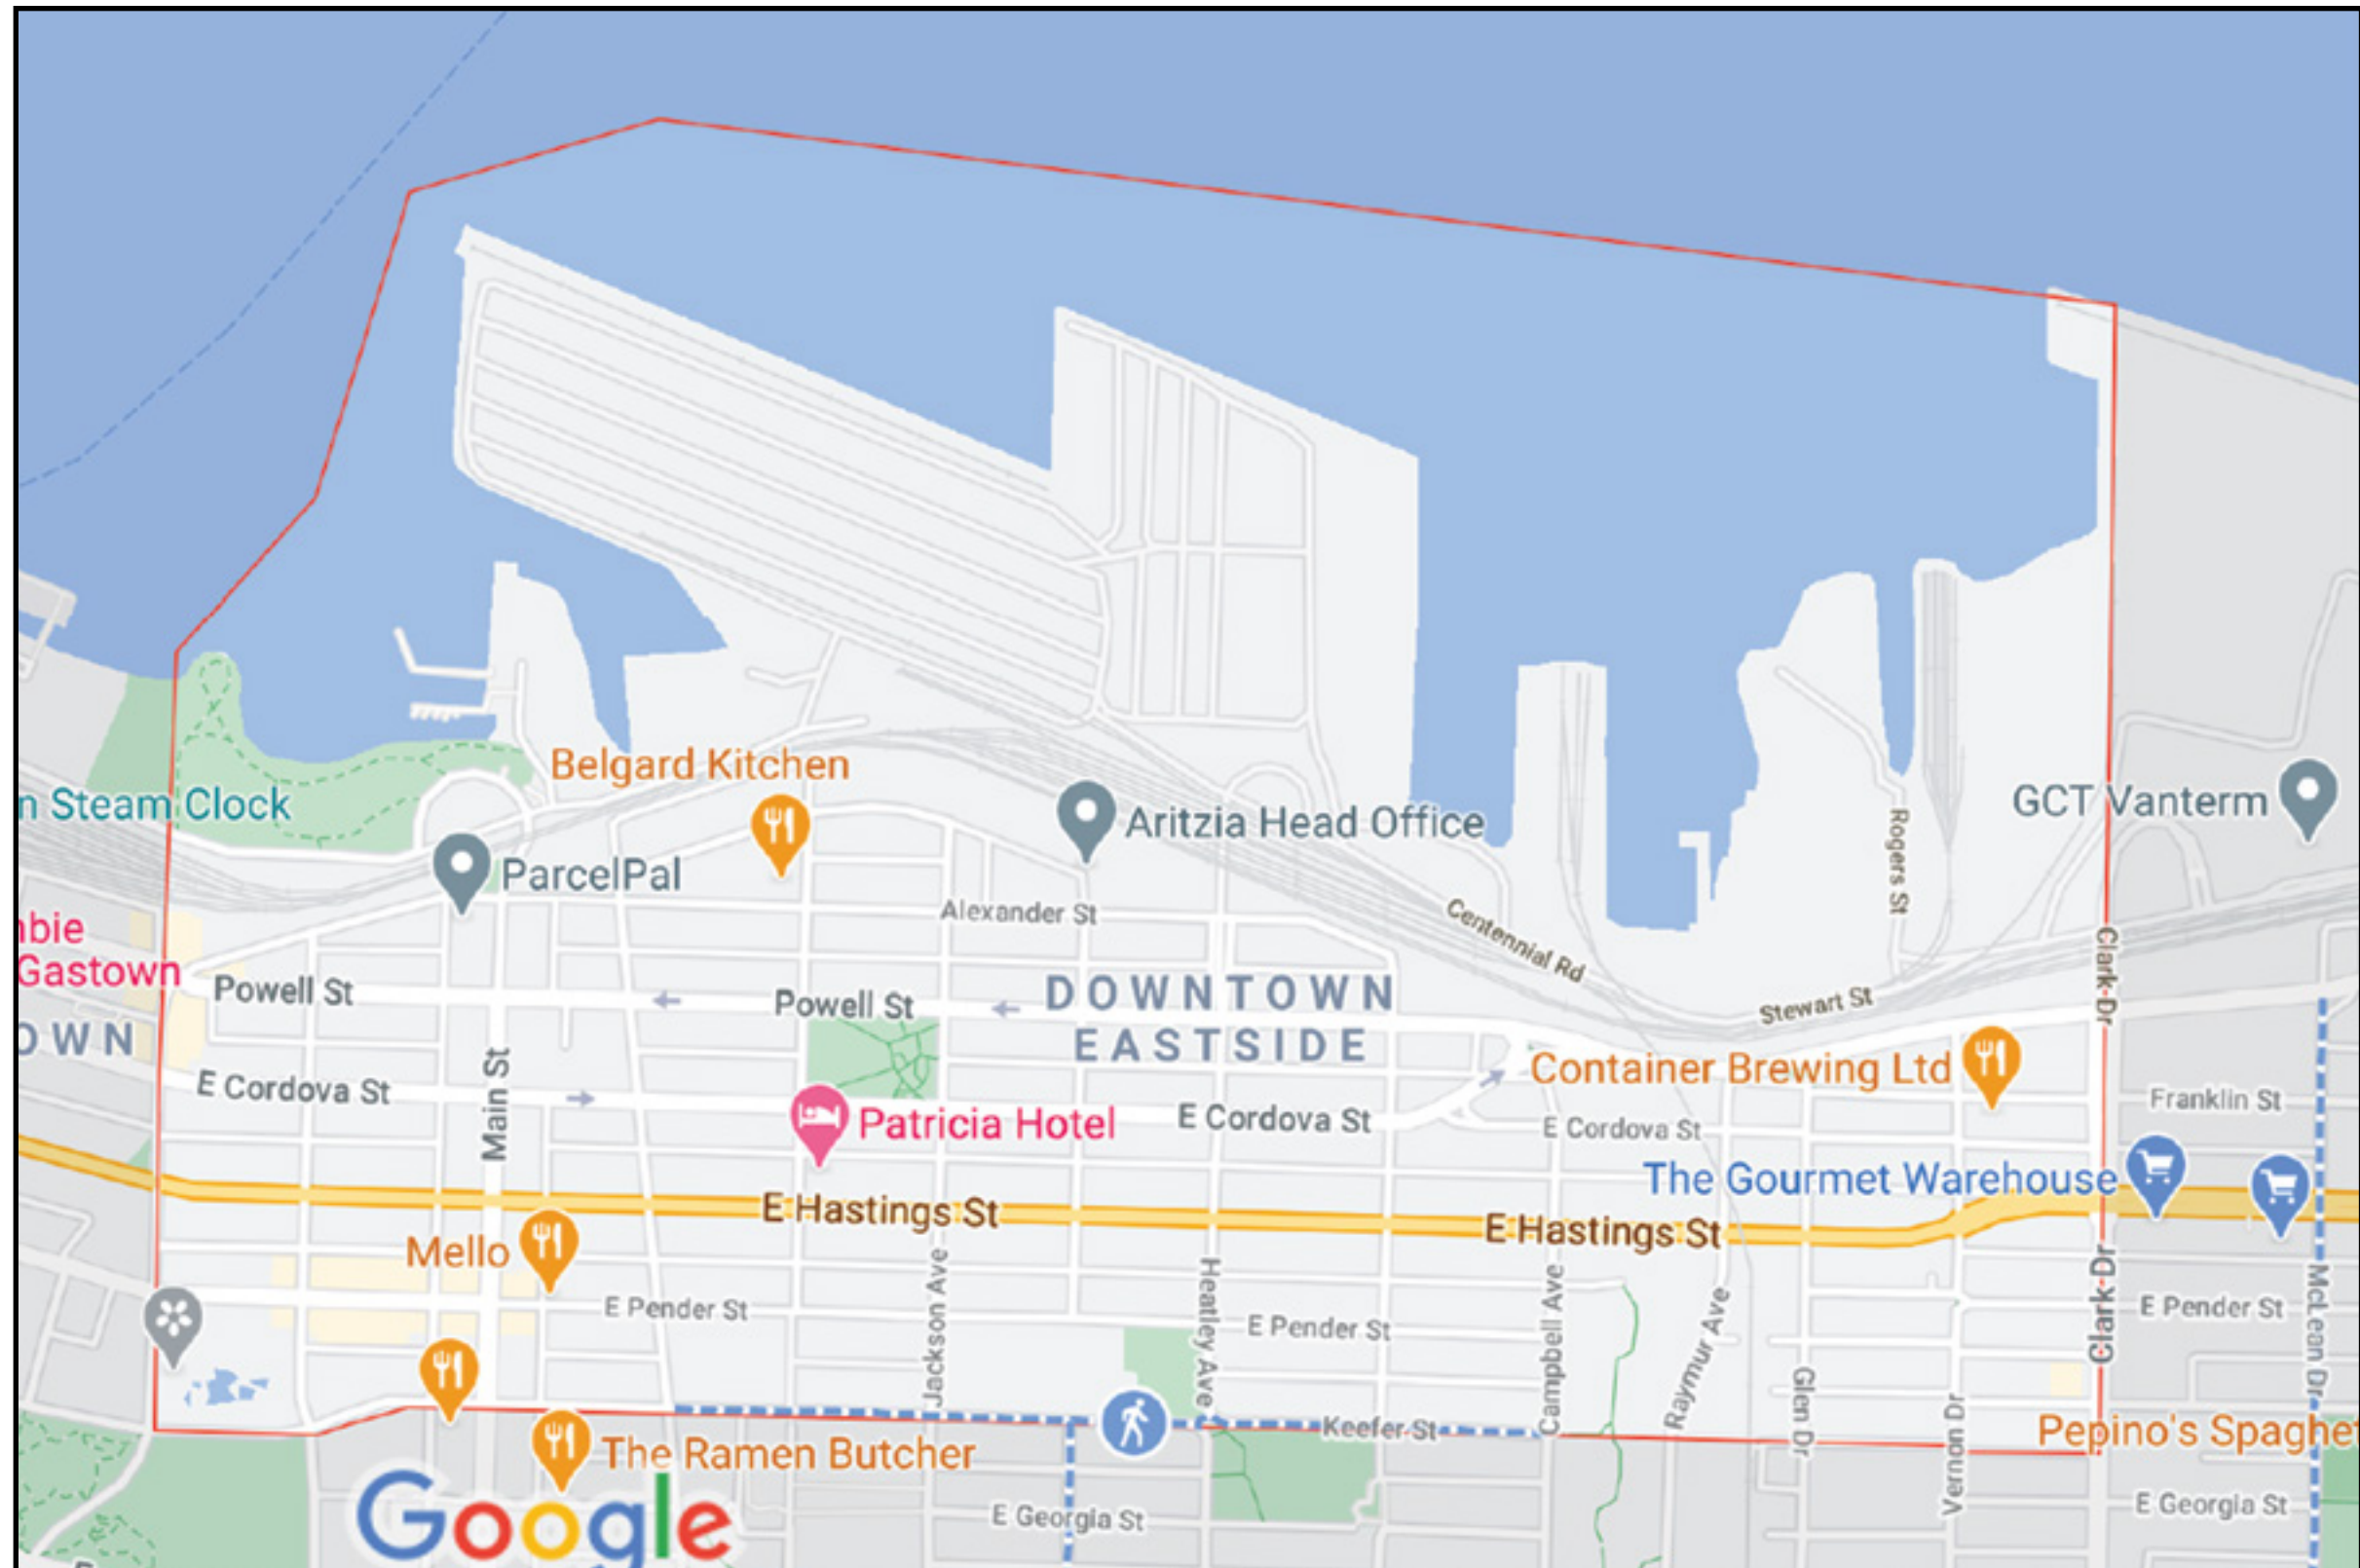 Belgard Kitchen
n Steam Clock
GCT Vanterm
Aritzia Head Office
ParcelPal
Rogers St
Alexander St
Centennial Rd
nbie
Gastown
Powell St
Powell St
DOWNTOWN
EASTSIDE
Stewart St
Clark Dr
OWN
Main St
E Cordova St
Container Brewing Ltd
Franklin St
Patricia Hotel
E Cordova St
E Cordova St
The Gourmet Warehouse
E Hastings St
E Hastings St
Mello
Jackson Ave
Heatley Ave
Campbell Ave
Raymur Ave
Clark Dr
McLean Dr
E Pender St
E Pender St
E Pender St
Glen Dr
Vernon Dr
Keefer St
Pepino's Spaghet
The Ramen Butcher
E Georgia St
E Georgia St
Google